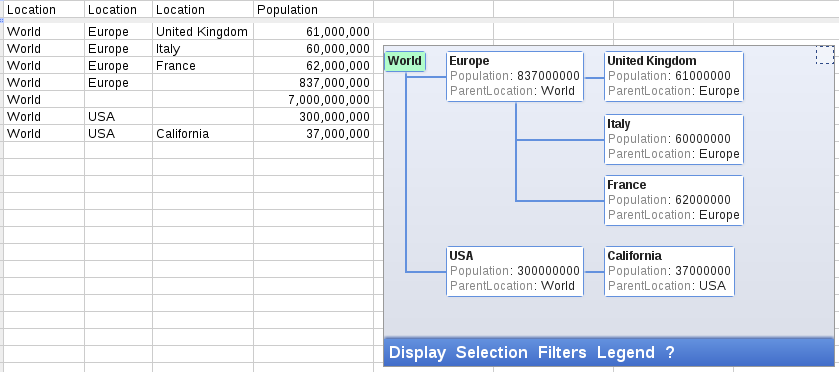 Location Location Location Population
World Europe United Kingdom 61,000,000
World Europe Italy 60,000,000
World Europe France 62,000,000
World Europe 837,000,000
World 7,000,000,000
World USA 300,000,000
World USA California 37,000,000
World
Europe
Population: 837000000
ParentLocation: World
United Kingdom
Population: 61000000
ParentLocation: Europe
Italy
Population: 60000000
ParentLocation: Europe
France
Population: 62000000
ParentLocation: Europe
USA
Population: 300000000
ParentLocation: World
California
Population: 37000000
ParentLocation: USA
Display Selection Filters Legend ?